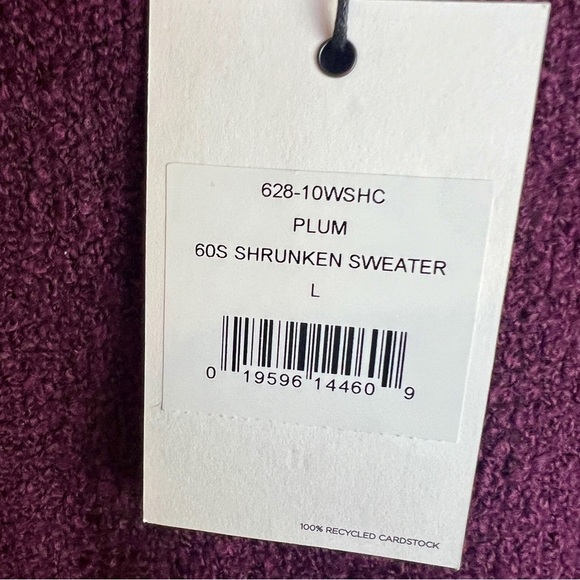 628-10WSHC
PLUM
60S SHRUNKEN SWEATER
L
0 19596 14460 9
100% RECYCLED CARDSTOCK